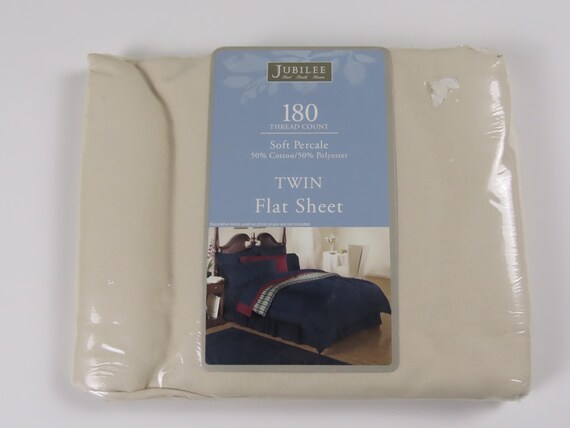 JUBILEE
180
THREAD COUNT
Soft Percale
50% Cotton/50% Polyester
TWIN
Flat Sheet